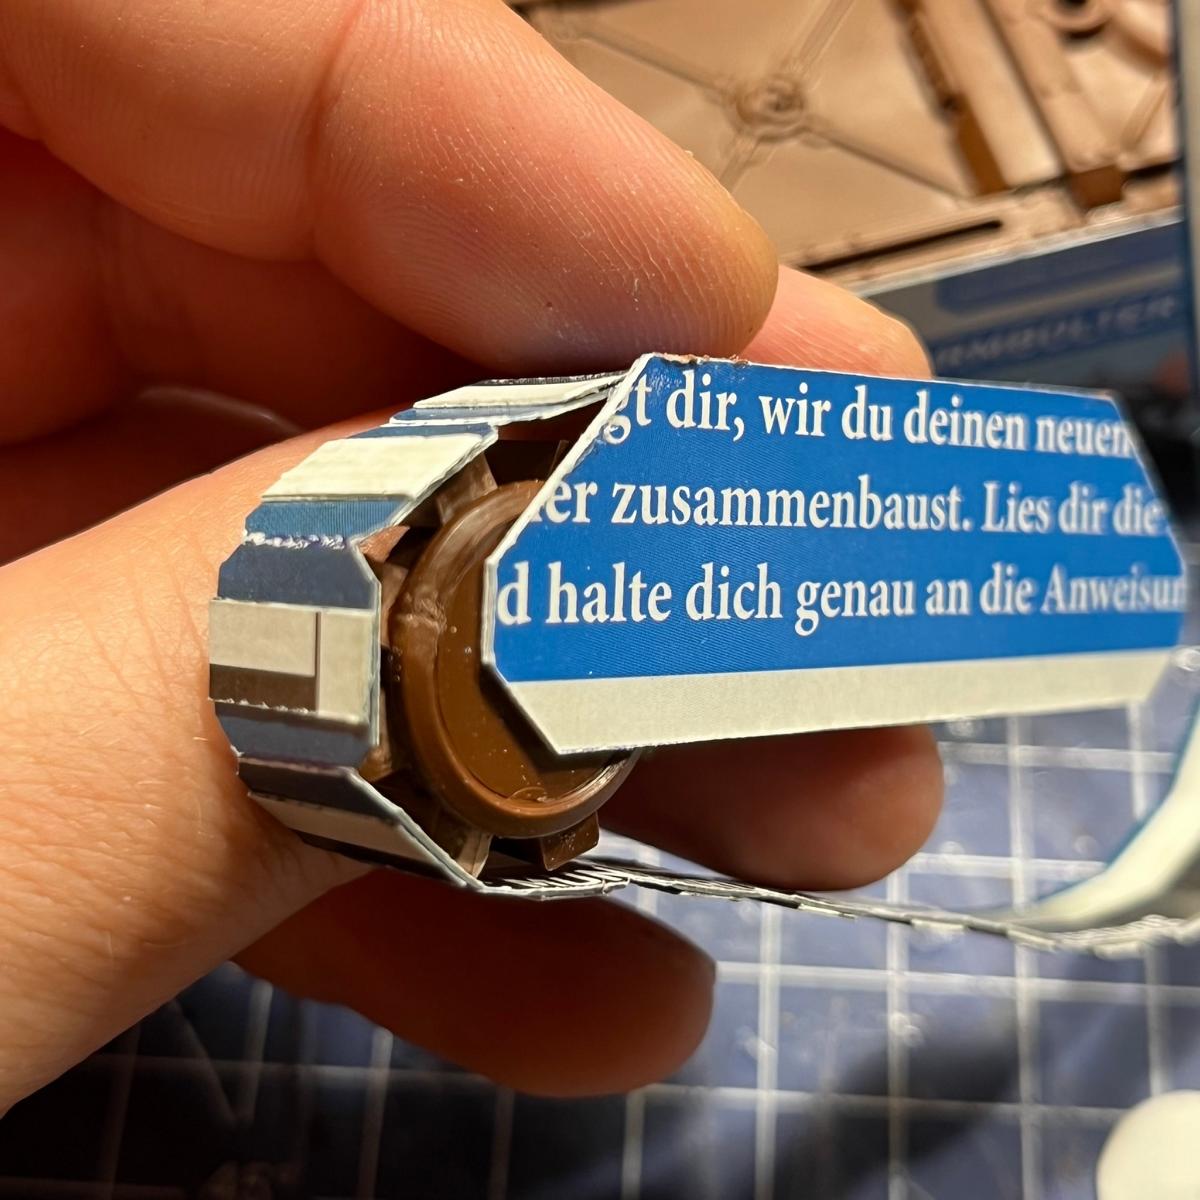 gt dir, wir du deinen neuen
er zusammenbaust. Lies dir die
d halte dich genau an die Anweisun